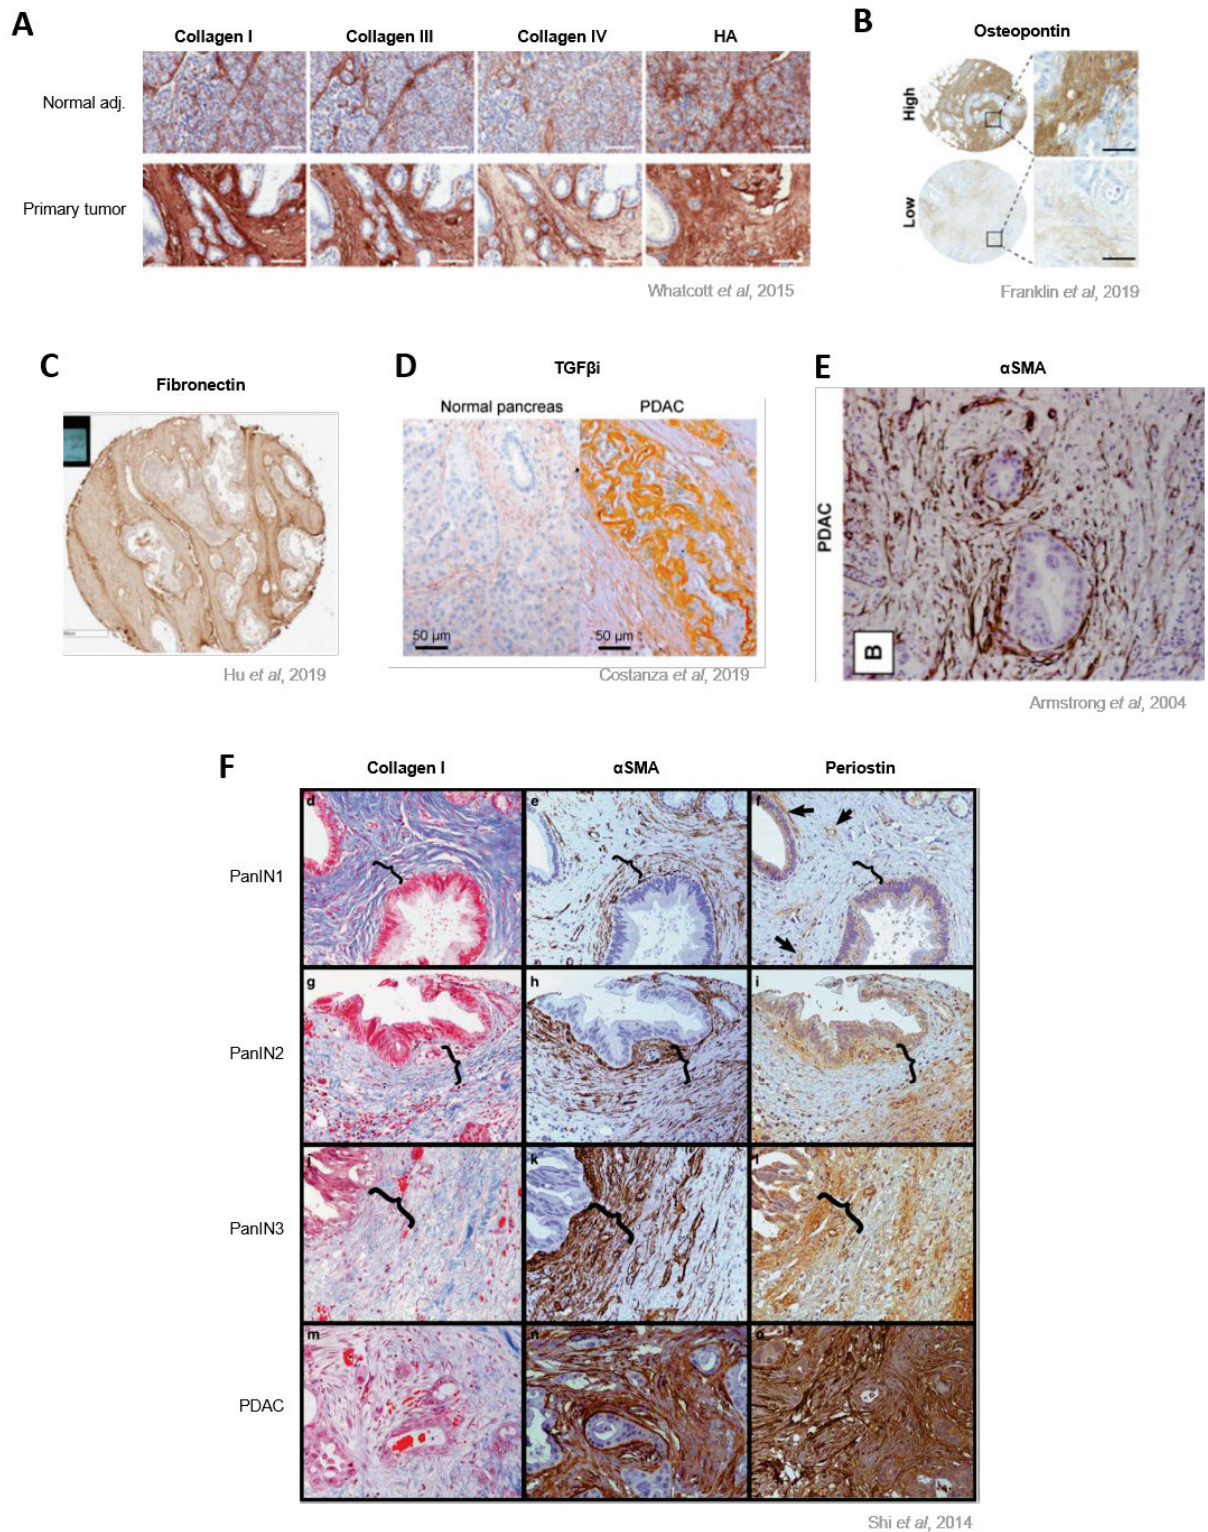 A
Collagen I
Collagen III
Collagen IV
HA
Normal adj.
Primary tumor
Whatcott et al, 2015
B
Osteopontin
High
Low
Franklin et al, 2019
C
Fibronectin
Hu et al, 2019
D
TGFβi
Normal pancreas
PDAC
50 µm
50 µm
Costanza et al, 2019
E
αSMA
PDAC
B
Armstrong et al, 2004
F
Collagen I
αSMA
Periostin
PanIN1
d
e
f
PanIN2
g
h
i
PanIN3
j
k
l
PDAC
m
n
o
Shi et al, 2014